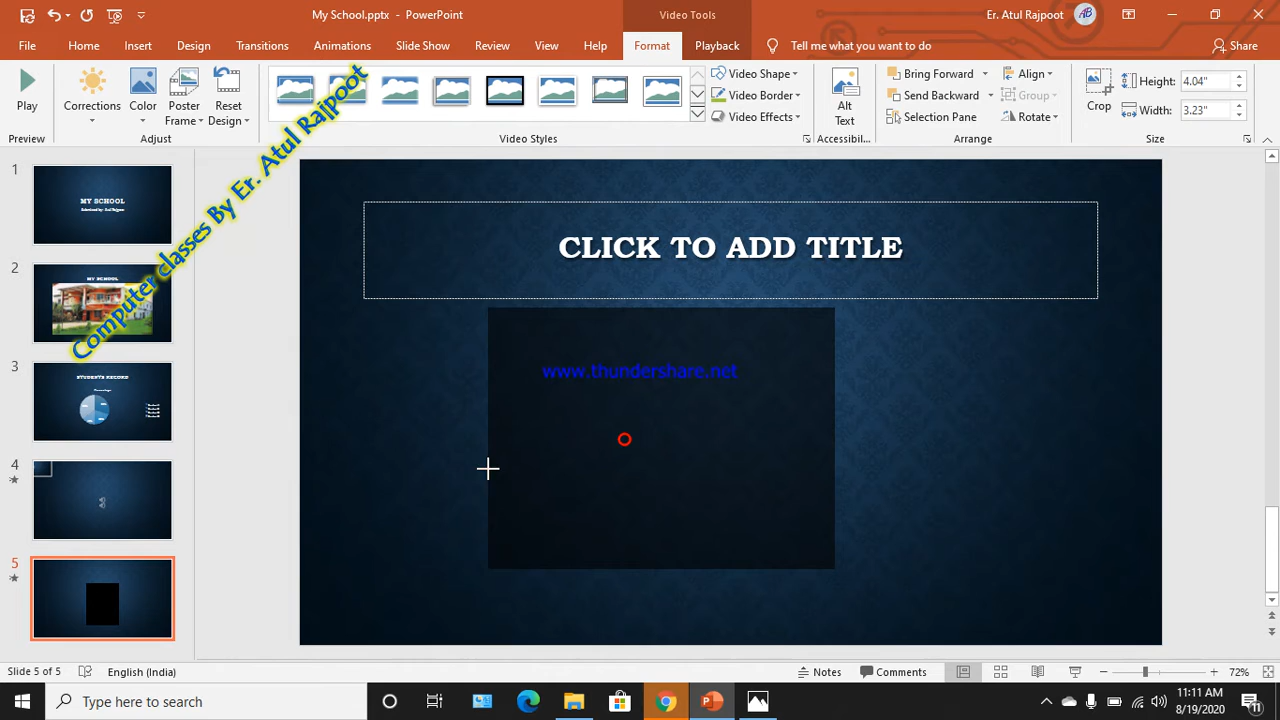 My School.pptx - PowerPoint
Video Tools
Er. Atul Rajpoot
AB
File
Home
Insert
Design
Transitions
Animations
Slide Show
Review
View
Help
Format
Playback
Tell me what you want to do
Share
Play
Corrections
Color
Poster Frame
Reset Design
Video Shape
Video Border
Video Effects
Alt Text
Bring Forward
Send Backward
Selection Pane
Align
Group
Rotate
Crop
Height: 4.04"
Width: 3.23"
Preview
Adjust
Video Styles
Accessibil...
Arrange
Size
Computer classes By Er. Atul Rajpoot
1
MY SCHOOL
2
MY SCHOOL
3
STUDENTS RECORD
4
5
CLICK TO ADD TITLE
www.thundershare.net
Slide 5 of 5
English (India)
Notes
Comments
72%
Type here to search
11:11 AM
8/19/2020
11